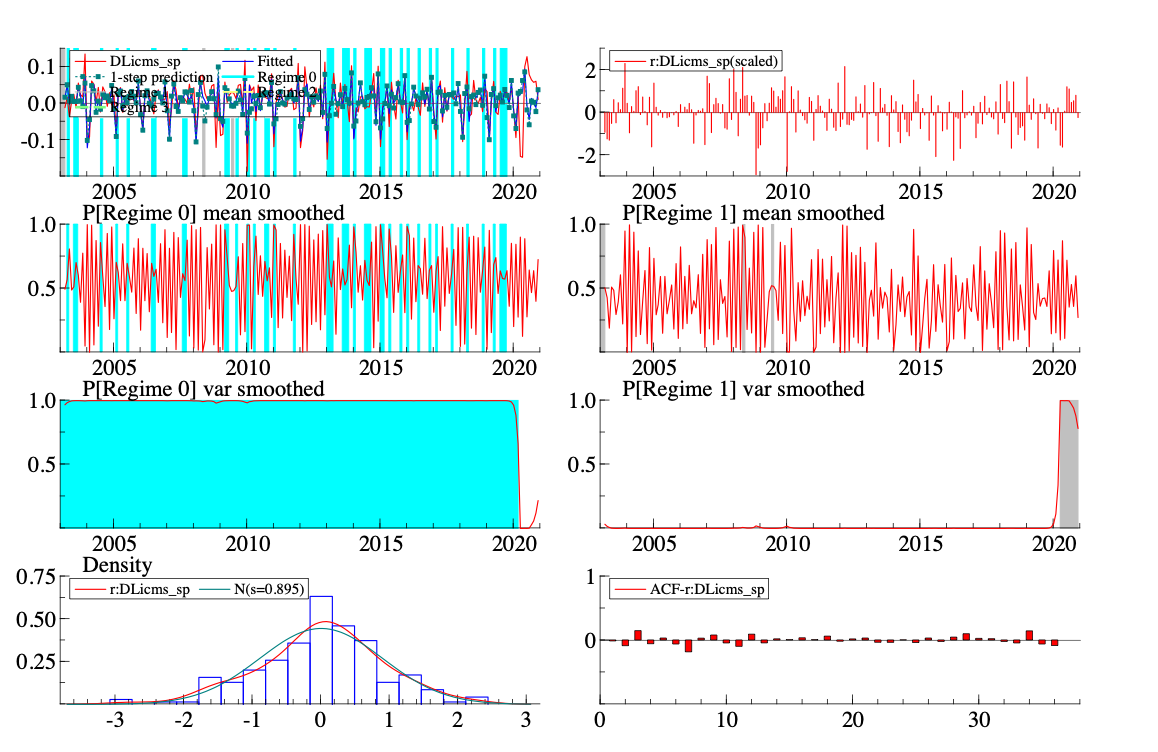 DLicms_sp Fitted
1-step prediction Regime 0
Regime 1 Regime 2
Regime 3
0.1
0.0
-0.1
2005 2010 2015 2020
r:DLicms_sp(scaled)
2
0
-2
2005 2010 2015 2020
P[Regime 0] mean smoothed
1.0
0.5
2005 2010 2015 2020
P[Regime 1] mean smoothed
1.0
0.5
2005 2010 2015 2020
P[Regime 0] var smoothed
1.0
0.5
2005 2010 2015 2020
P[Regime 1] var smoothed
1.0
0.5
2005 2010 2015 2020
Density
r:DLicms_sp N(s=0.895)
0.75
0.50
0.25
-3 -2 -1 0 1 2 3
ACF-r:DLicms_sp
1
0
0 10 20 30